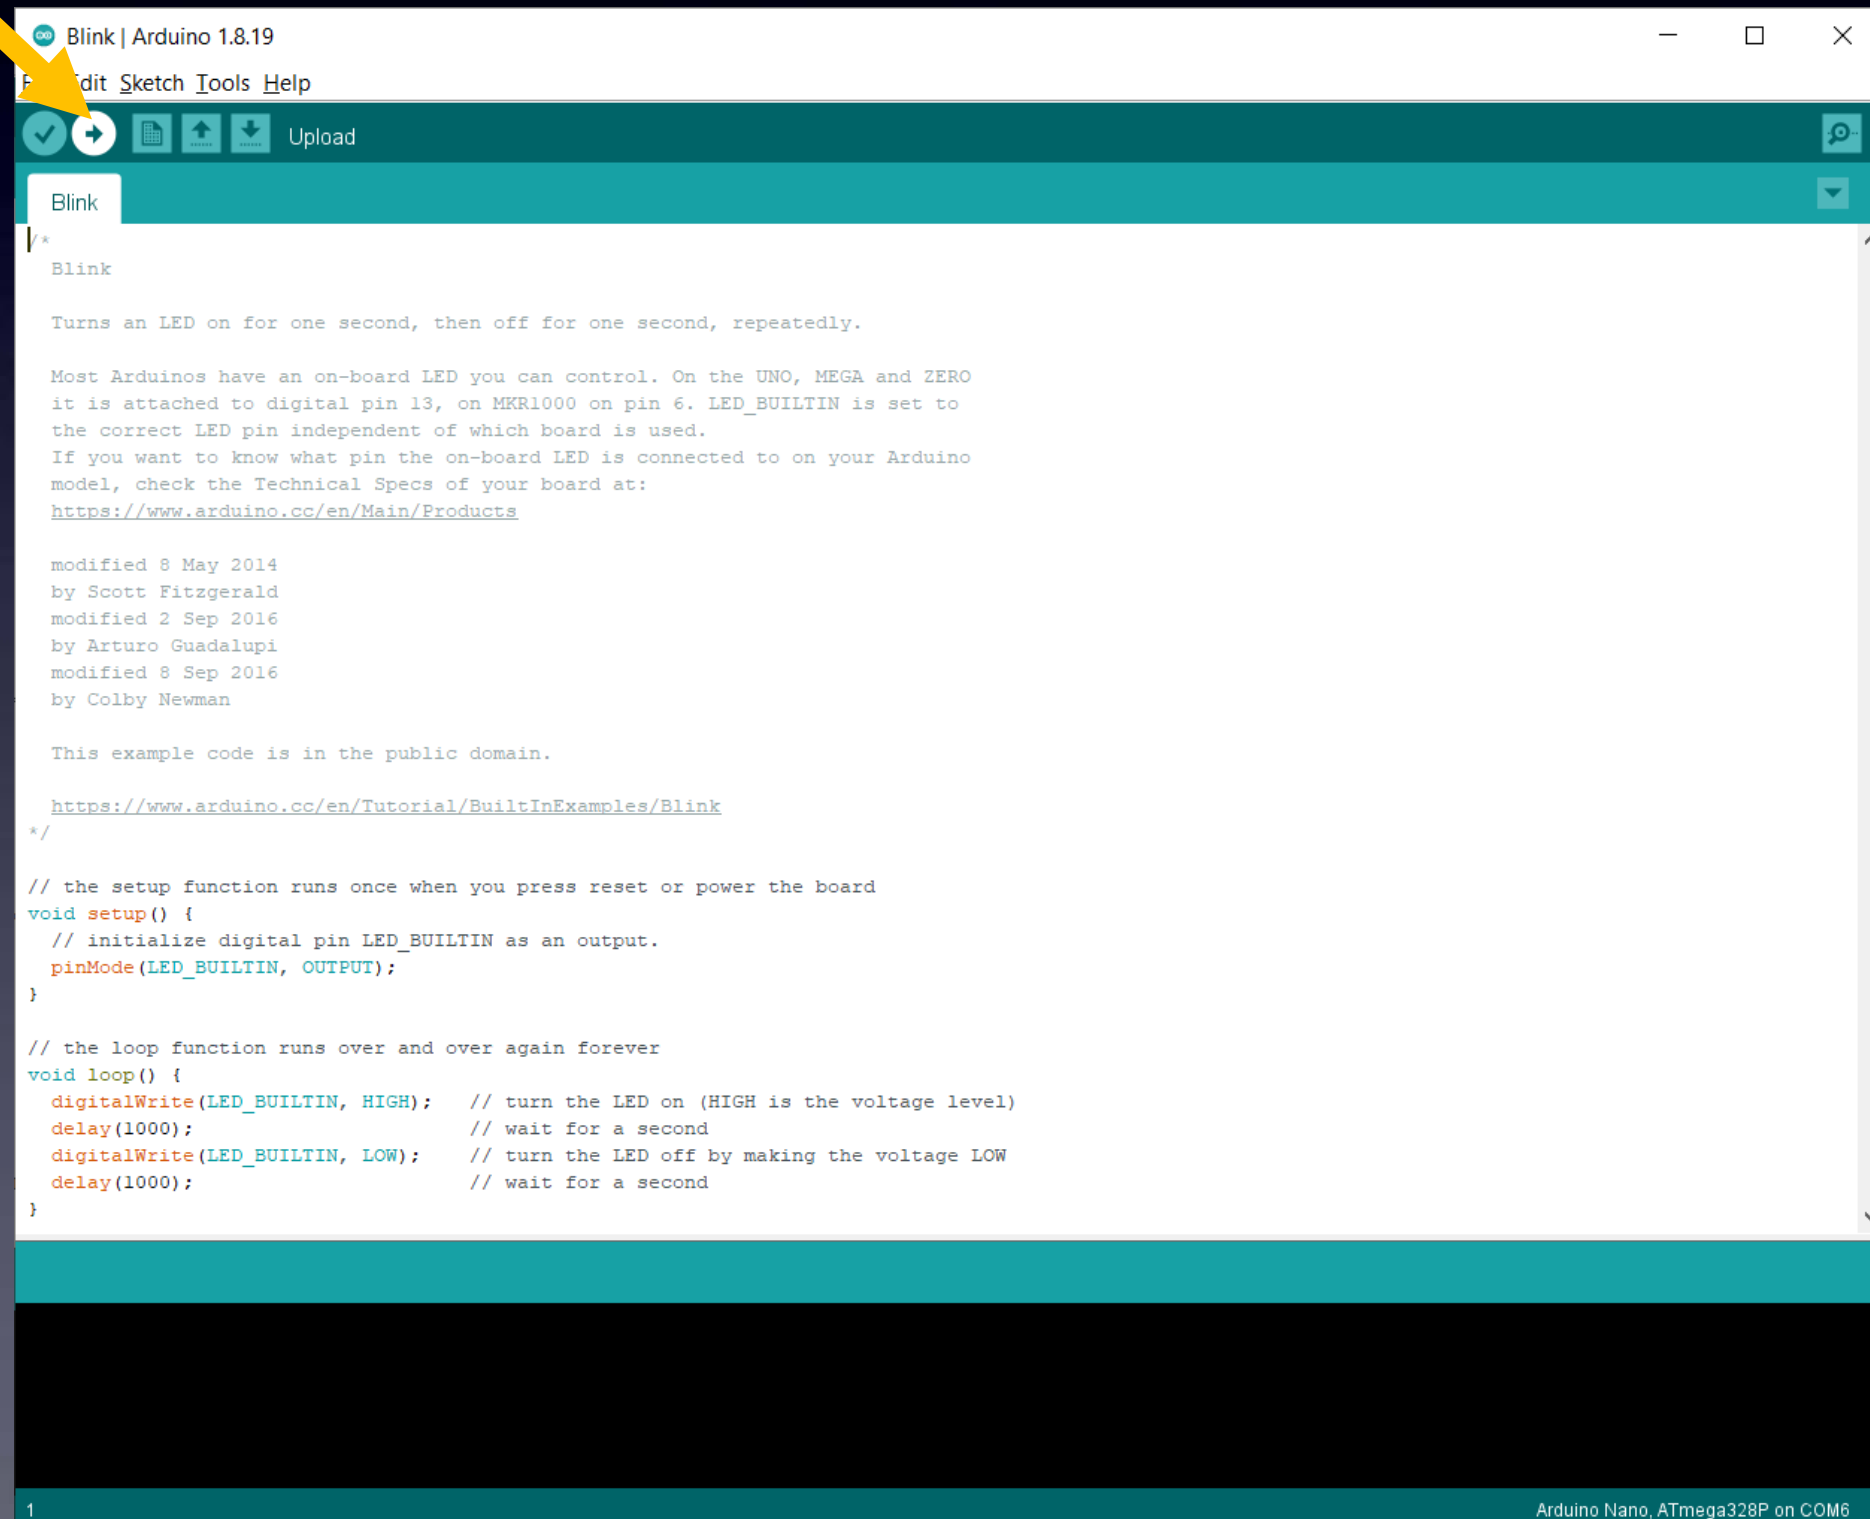 Blink | Arduino 1.8.19
Edit Sketch Tools Help
Upload
Blink
/*
Blink
Turns an LED on for one second, then off for one second, repeatedly.
Most Arduinos have an on-board LED you can control. On the UNO, MEGA and ZERO
it is attached to digital pin 13, on MKR1000 on pin 6. LED_BUILTIN is set to
the correct LED pin independent of which board is used.
If you want to know what pin the on-board LED is connected to on your Arduino
model, check the Technical Specs of your board at:
https://www.arduino.cc/en/Main/Products
modified 8 May 2014
by Scott Fitzgerald
modified 2 Sep 2016
by Arturo Guadalupi
modified 8 Sep 2016
by Colby Newman
This example code is in the public domain.
https://www.arduino.cc/en/Tutorial/BuiltInExamples/Blink
*/
// the setup function runs once when you press reset or power the board
void setup() {
// initialize digital pin LED_BUILTIN as an output.
pinMode(LED_BUILTIN, OUTPUT);
}
// the loop function runs over and over again forever
void loop() {
digitalWrite(LED_BUILTIN, HIGH);   // turn the LED on (HIGH is the voltage level)
delay(1000);                       // wait for a second
digitalWrite(LED_BUILTIN, LOW);    // turn the LED off by making the voltage LOW
delay(1000);                       // wait for a second
}
1
Arduino Nano, ATmega328P on COM6